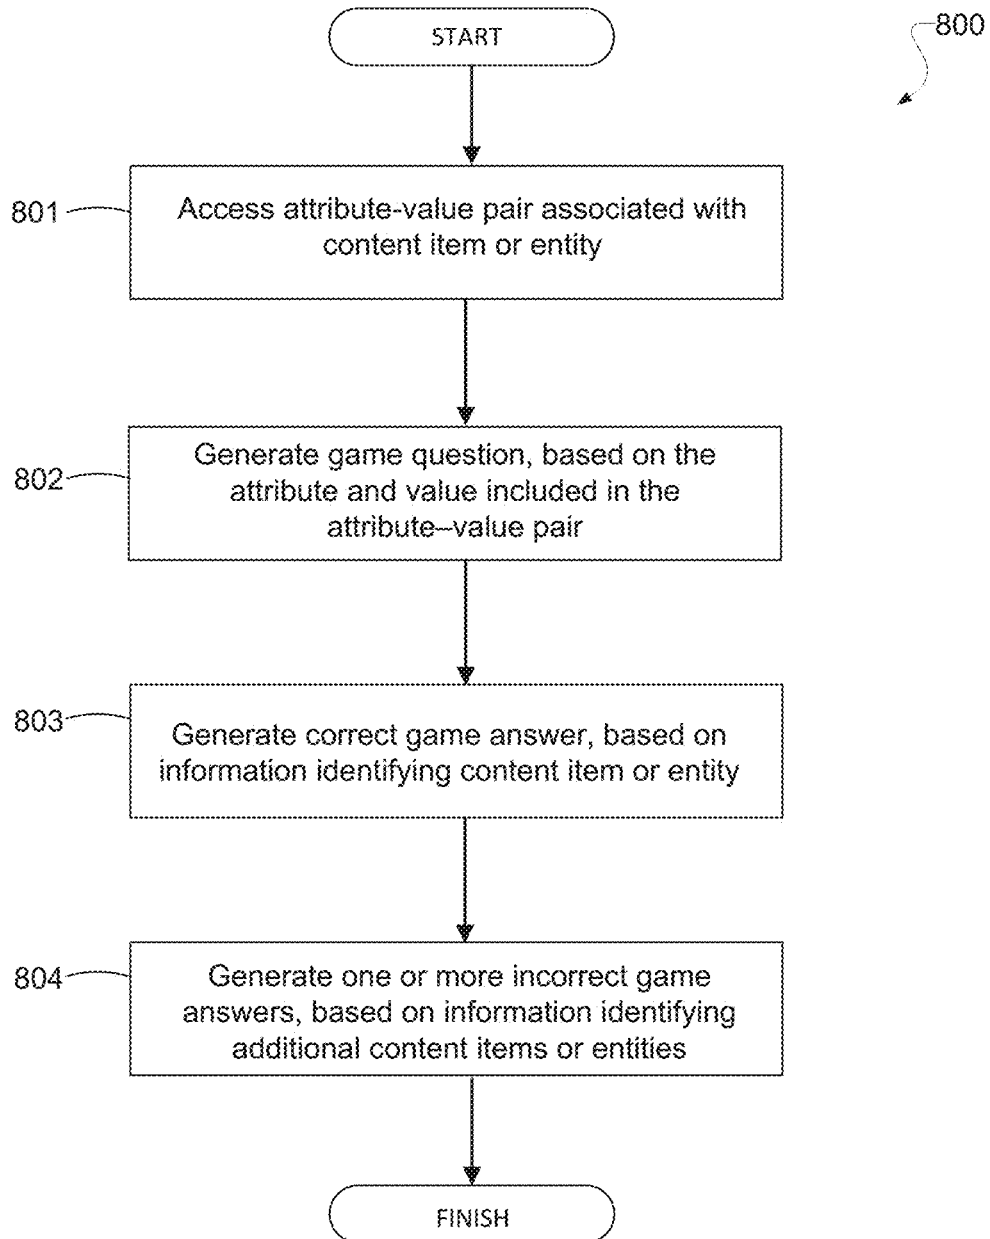 START
800
801
Access attribute-value pair associated with
content item or entity
802
Generate game question, based on the
attribute and value included in the
attribute–value pair
803
Generate correct game answer, based on
information identifying content item or entity
804
Generate one or more incorrect game
answers, based on information identifying
additional content items or entities
FINISH